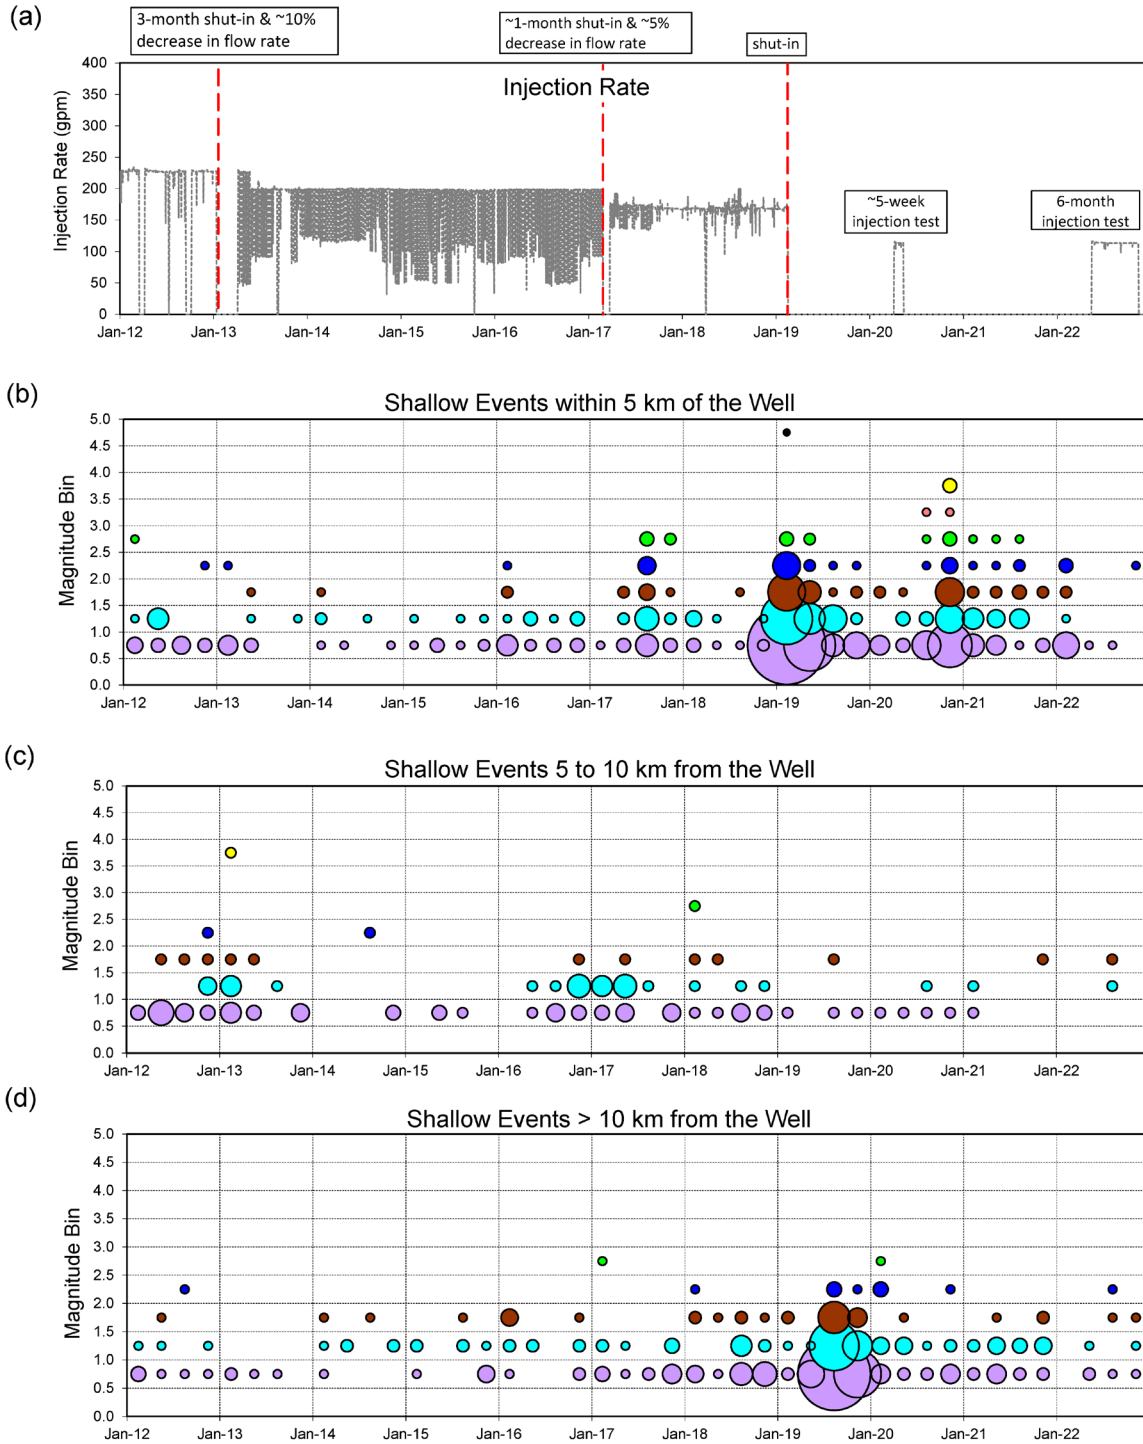 (a)
3-month shut-in & ~10%
decrease in flow rate
~1-month shut-in & ~5%
decrease in flow rate
shut-in
Injection Rate
Injection Rate (gpm)
400
350
300
250
200
150
100
50
0
~5-week
injection test
6-month
injection test
Jan-12 Jan-13 Jan-14 Jan-15 Jan-16 Jan-17 Jan-18 Jan-19 Jan-20 Jan-21 Jan-22
(b)
Shallow Events within 5 km of the Well
Magnitude Bin
5.0
4.5
4.0
3.5
3.0
2.5
2.0
1.5
1.0
0.5
0.0
Jan-12 Jan-13 Jan-14 Jan-15 Jan-16 Jan-17 Jan-18 Jan-19 Jan-20 Jan-21 Jan-22
(c)
Shallow Events 5 to 10 km from the Well
Magnitude Bin
5.0
4.5
4.0
3.5
3.0
2.5
2.0
1.5
1.0
0.5
0.0
Jan-12 Jan-13 Jan-14 Jan-15 Jan-16 Jan-17 Jan-18 Jan-19 Jan-20 Jan-21 Jan-22
(d)
Shallow Events > 10 km from the Well
Magnitude Bin
5.0
4.5
4.0
3.5
3.0
2.5
2.0
1.5
1.0
0.5
0.0
Jan-12 Jan-13 Jan-14 Jan-15 Jan-16 Jan-17 Jan-18 Jan-19 Jan-20 Jan-21 Jan-22